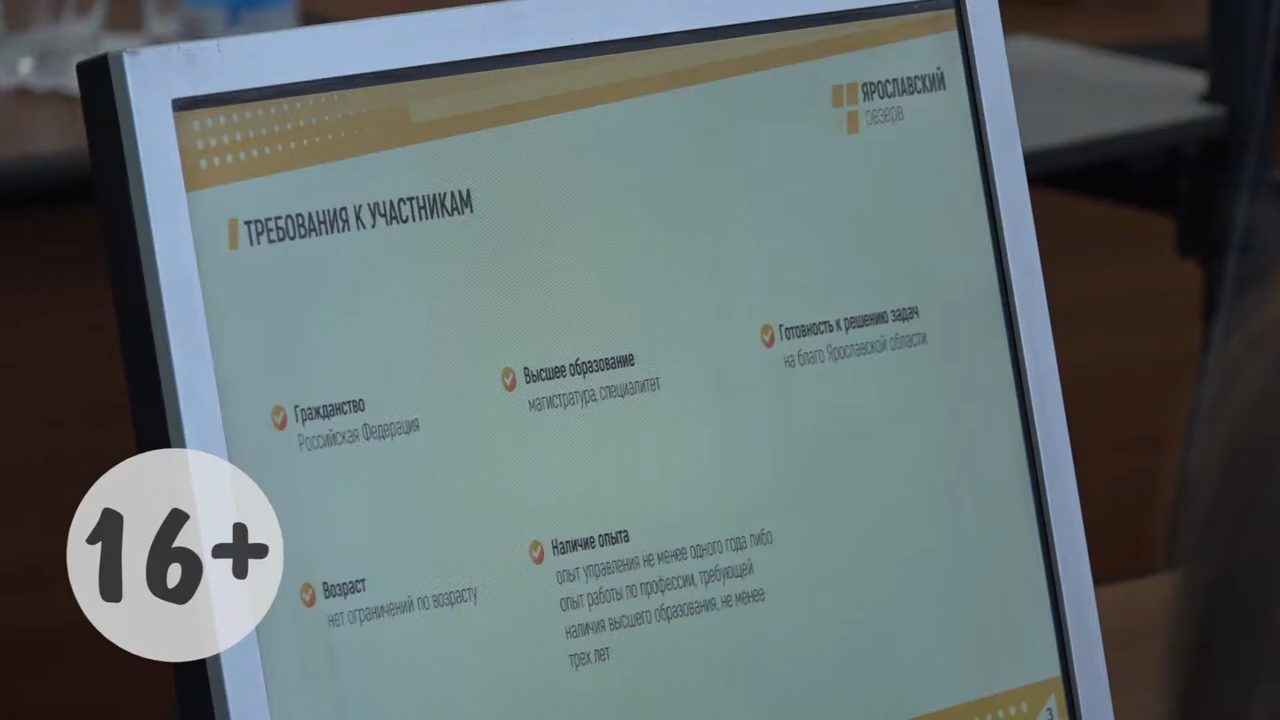 ЯРОСЛАВСКИЙ
резерв
ТРЕБОВАНИЯ К УЧАСТНИКАМ
Гражданство
Российская Федерация
Высшее образование
магистратура, специалитет
Готовность к решению задач
на благо Ярославской области
Возраст
нет ограничений по возрасту
Наличие опыта
опыт управления не менее одного года либо
опыт работы по профессии, требующей
наличия высшего образования, не менее
трех лет
3
16+